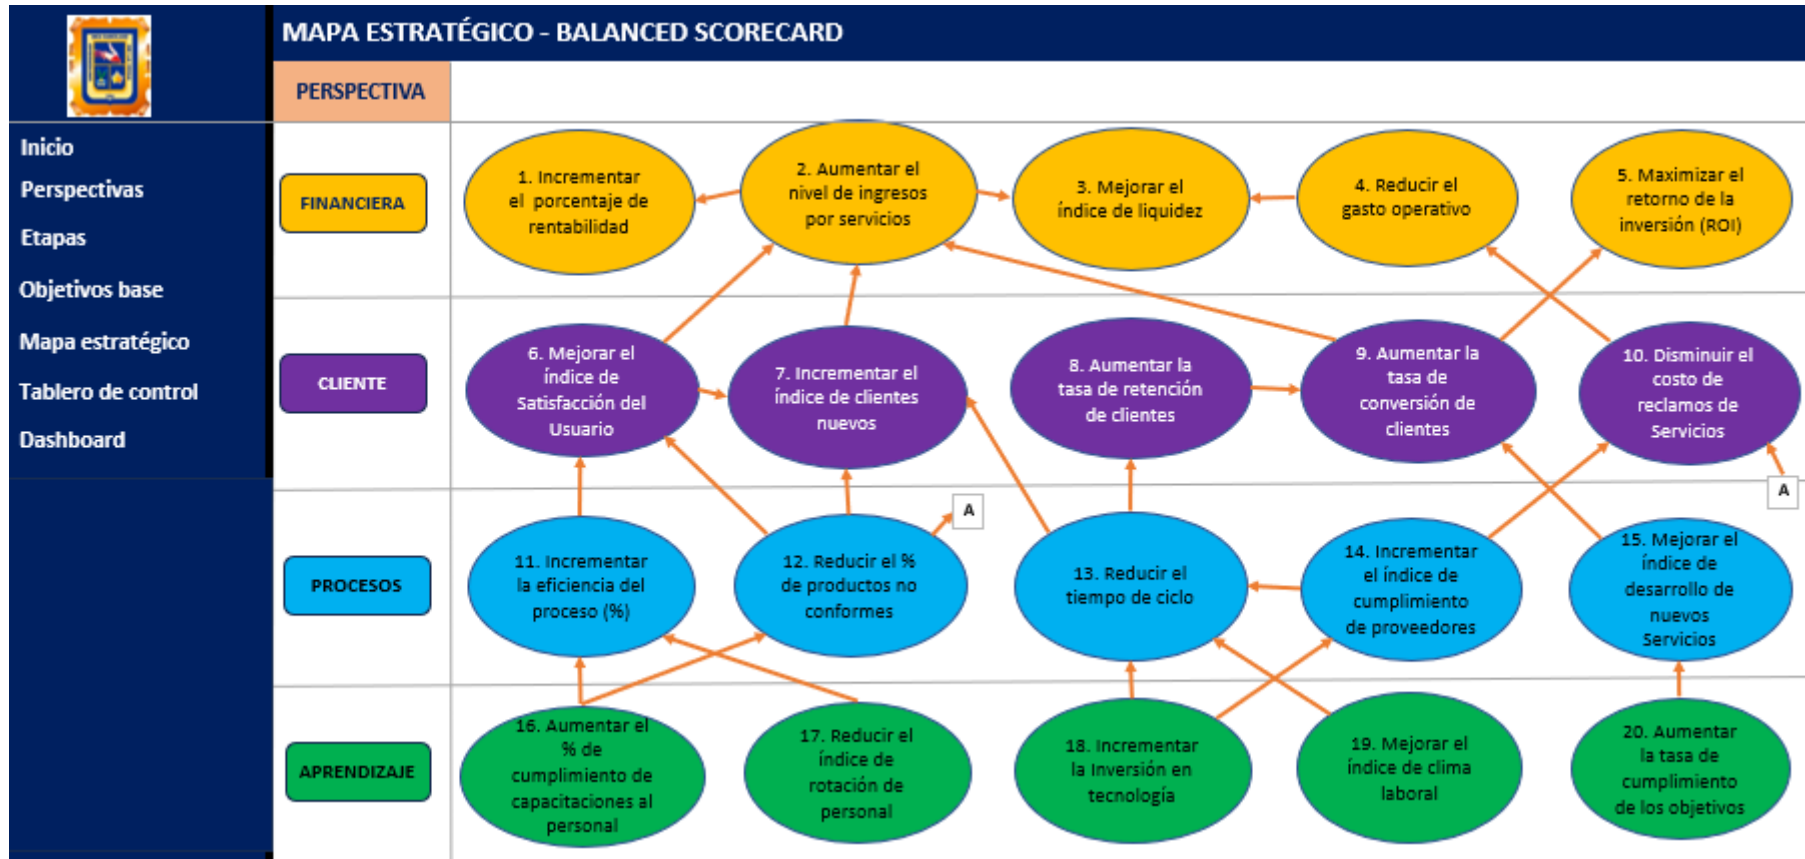 MAPA ESTRATÉGICO - BALANCED SCORECARD
PERSPECTIVA
Inicio
Perspectivas
Etapas
Objetivos base
Mapa estratégico
Tablero de control
Dashboard
FINANCIERA
1. Incrementar
el porcentaje de
rentabilidad
2. Aumentar el
nivel de ingresos
por servicios
3. Mejorar el
índice de liquidez
4. Reducir el
gasto operativo
5. Maximizar el
retorno de la
inversión (ROI)
CLIENTE
6. Mejorar el
índice de
Satisfacción del
Usuario
7. Incrementar el
índice de clientes
nuevos
8. Aumentar la
tasa de retención
de clientes
9. Aumentar la
tasa de
conversión de
clientes
10. Disminuir el
costo de
reclamos de
Servicios
A
A
PROCESOS
11. Incrementar
la eficiencia del
proceso (%)
12. Reducir el %
de productos no
conformes
13. Reducir el
tiempo de ciclo
14. Incrementar
el índice de
cumplimiento
de proveedores
15. Mejorar el
índice de
desarrollo de
nuevos
Servicios
APRENDIZAJE
16. Aumentar el
% de
cumplimiento de
capacitaciones al
personal
17. Reducir el
índice de
rotación de
personal
18. Incrementar
la Inversión en
tecnología
19. Mejorar el
índice de clima
laboral
20. Aumentar
la tasa de
cumplimiento
de los objetivos